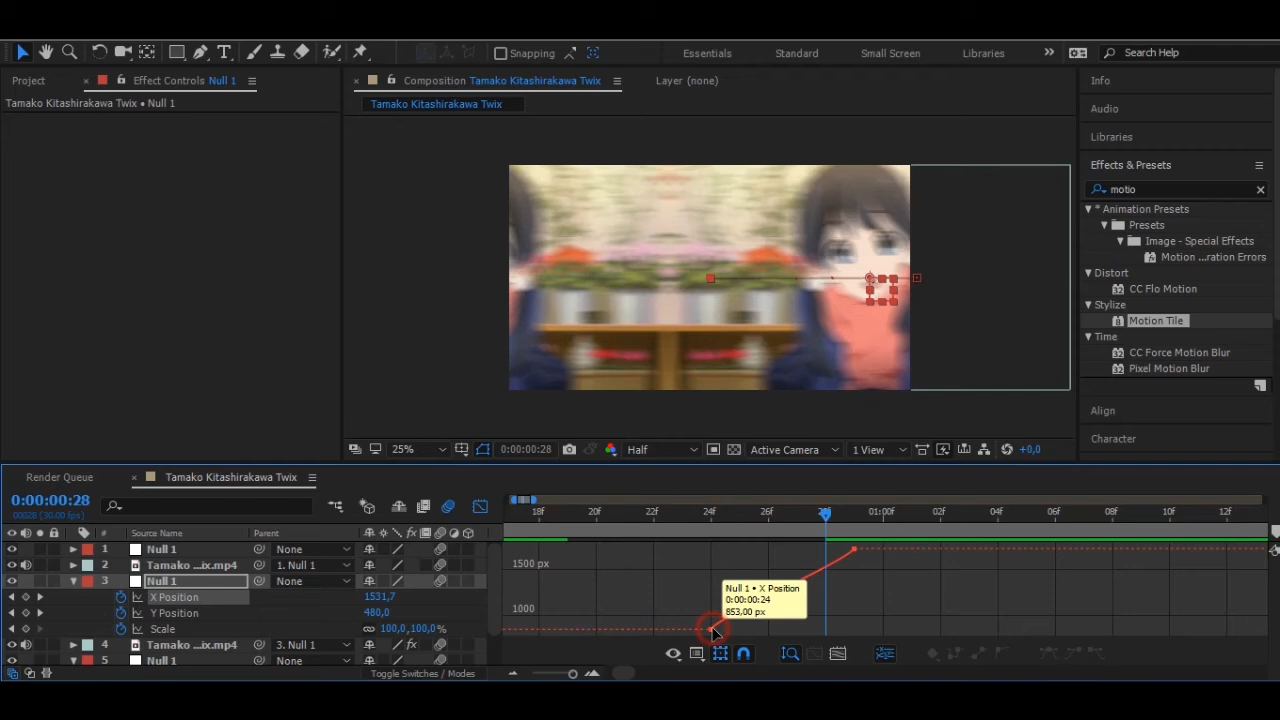 Snapping
Essentials
Standard
Small Screen
Libraries
Search Help
Project
Effect Controls Null 1
Composition Tamako Kitashirakawa Twix
Layer (none)
Info
Tamako Kitashirakawa Twix • Null 1
Tamako Kitashirakawa Twix
Audio
Libraries
Effects & Presets
motio
* Animation Presets
Presets
Image - Special Effects
Motion ...ration Errors
Distort
CC Flo Motion
Stylize
Motion Tile
Time
CC Force Motion Blur
Pixel Motion Blur
Align
Character
25%
0:00:00:28
Half
Active Camera
1 View
+0,0
Render Queue
Tamako Kitashirakawa Twix
0:00:00:28
00028 (30.00 fps)
18f 20f 22f 24f 26f 01:00f 02f 04f 06f 08f 10f 12f
# Source Name Parent
1 Null 1 None
2 Tamako ...ix.mp4 1. Null 1
3 Null 1 None
X Position 1531,7
Y Position 480,0
Scale 100,0,100,0%
4 Tamako ...ix.mp4 3. Null 1
5 Null 1 None
1500 px
1000
Null 1 • X Position
0:00:00:24
853,00 px
Toggle Switches / Modes